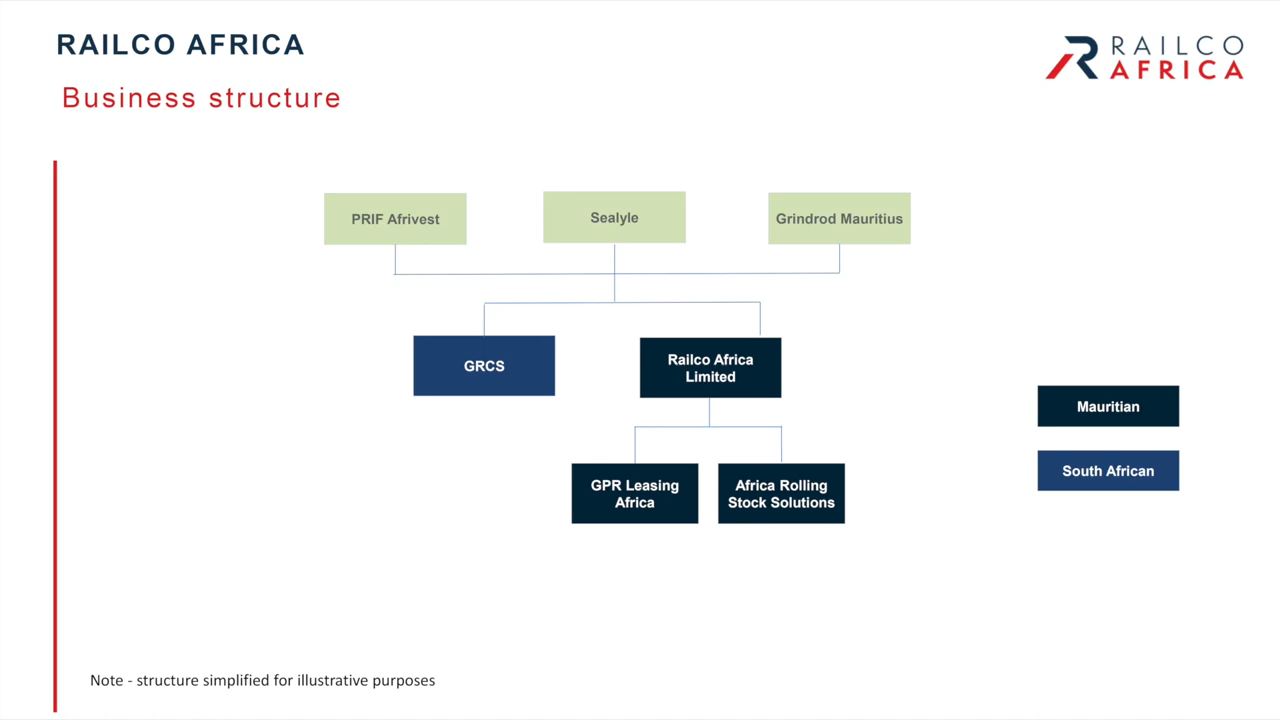 RAILCO AFRICA
RAILCO
AFRICA
Business structure
PRIF Afrivest
Sealyle
Grindrod Mauritius
GRCS
Railco Africa
Limited
Mauritian
South African
GPR Leasing
Africa
Africa Rolling
Stock Solutions
Note - structure simplified for illustrative purposes